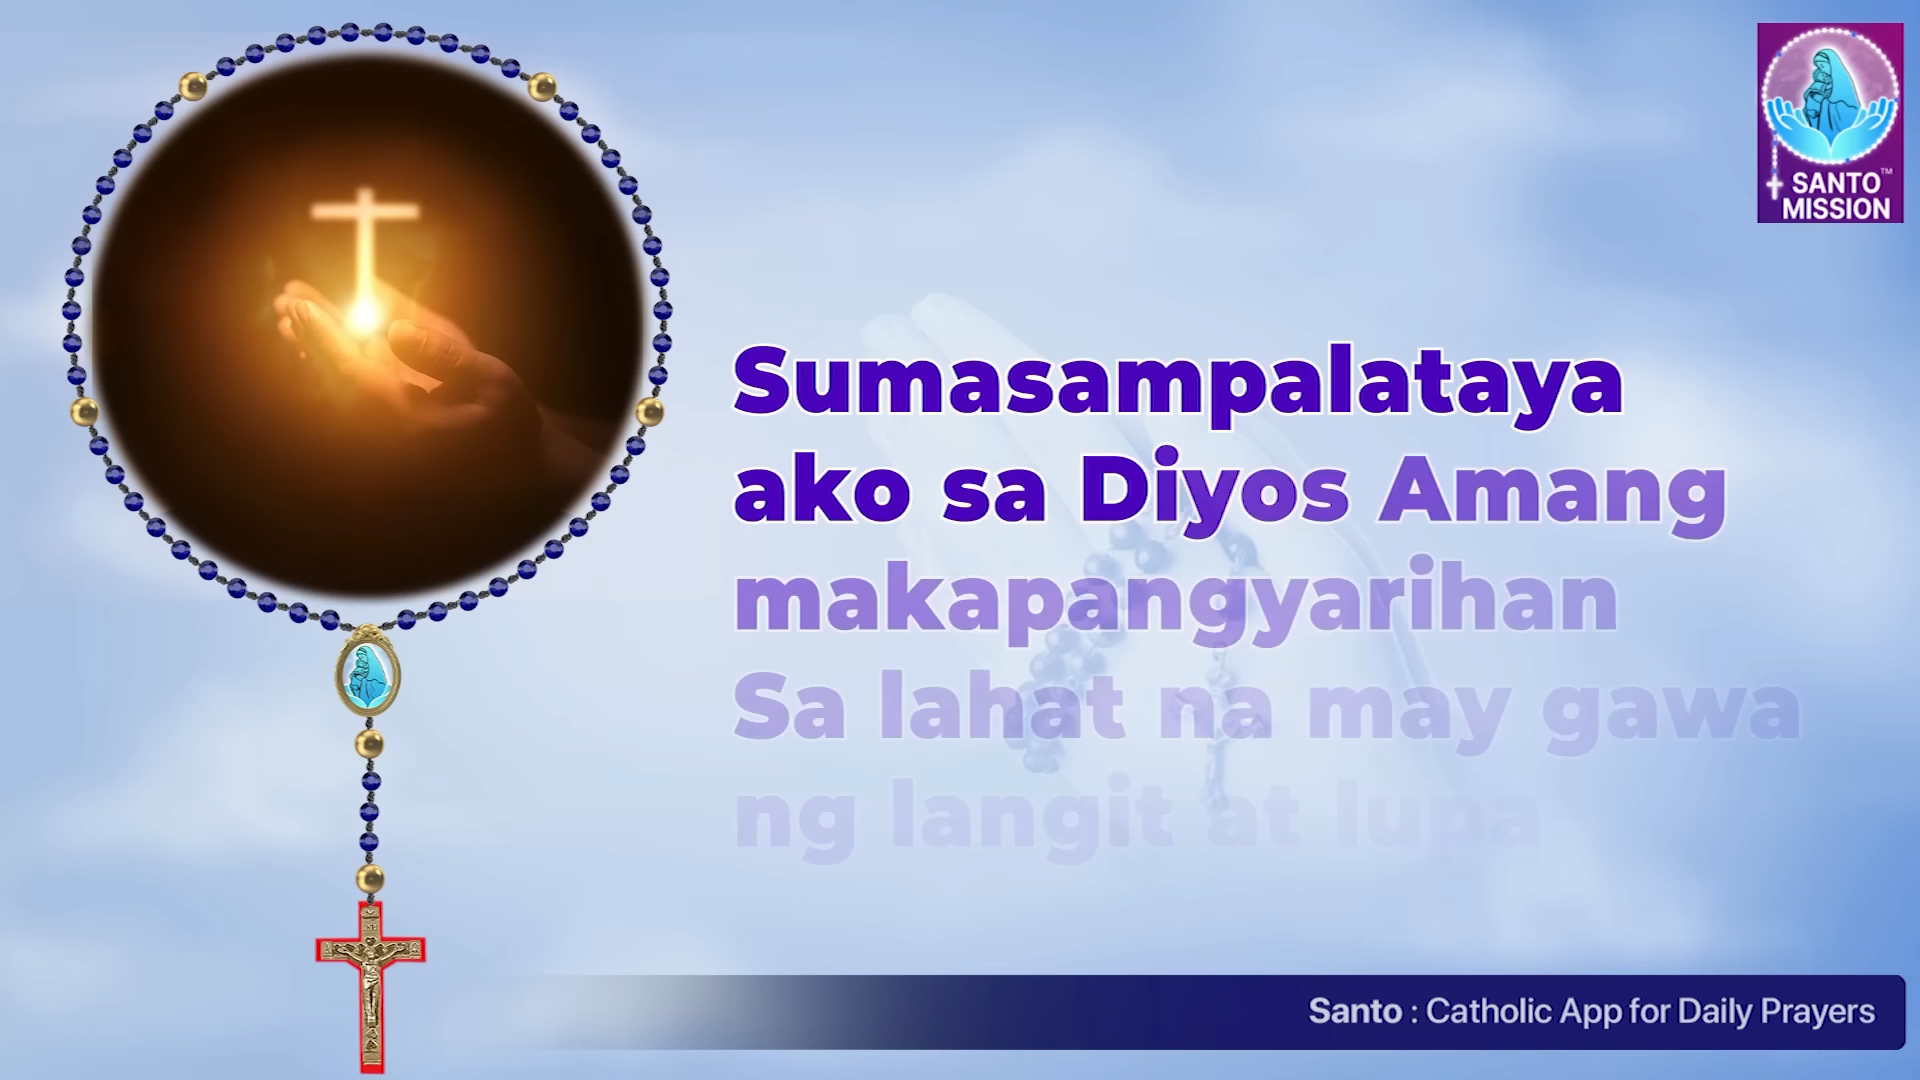 SANTO™
MISSION
Sumasampalataya
ako sa Diyos Amang
makapangyarihan
Sa lahat na may gawa
ng langit at lupa
Santo : Catholic App for Daily Prayers